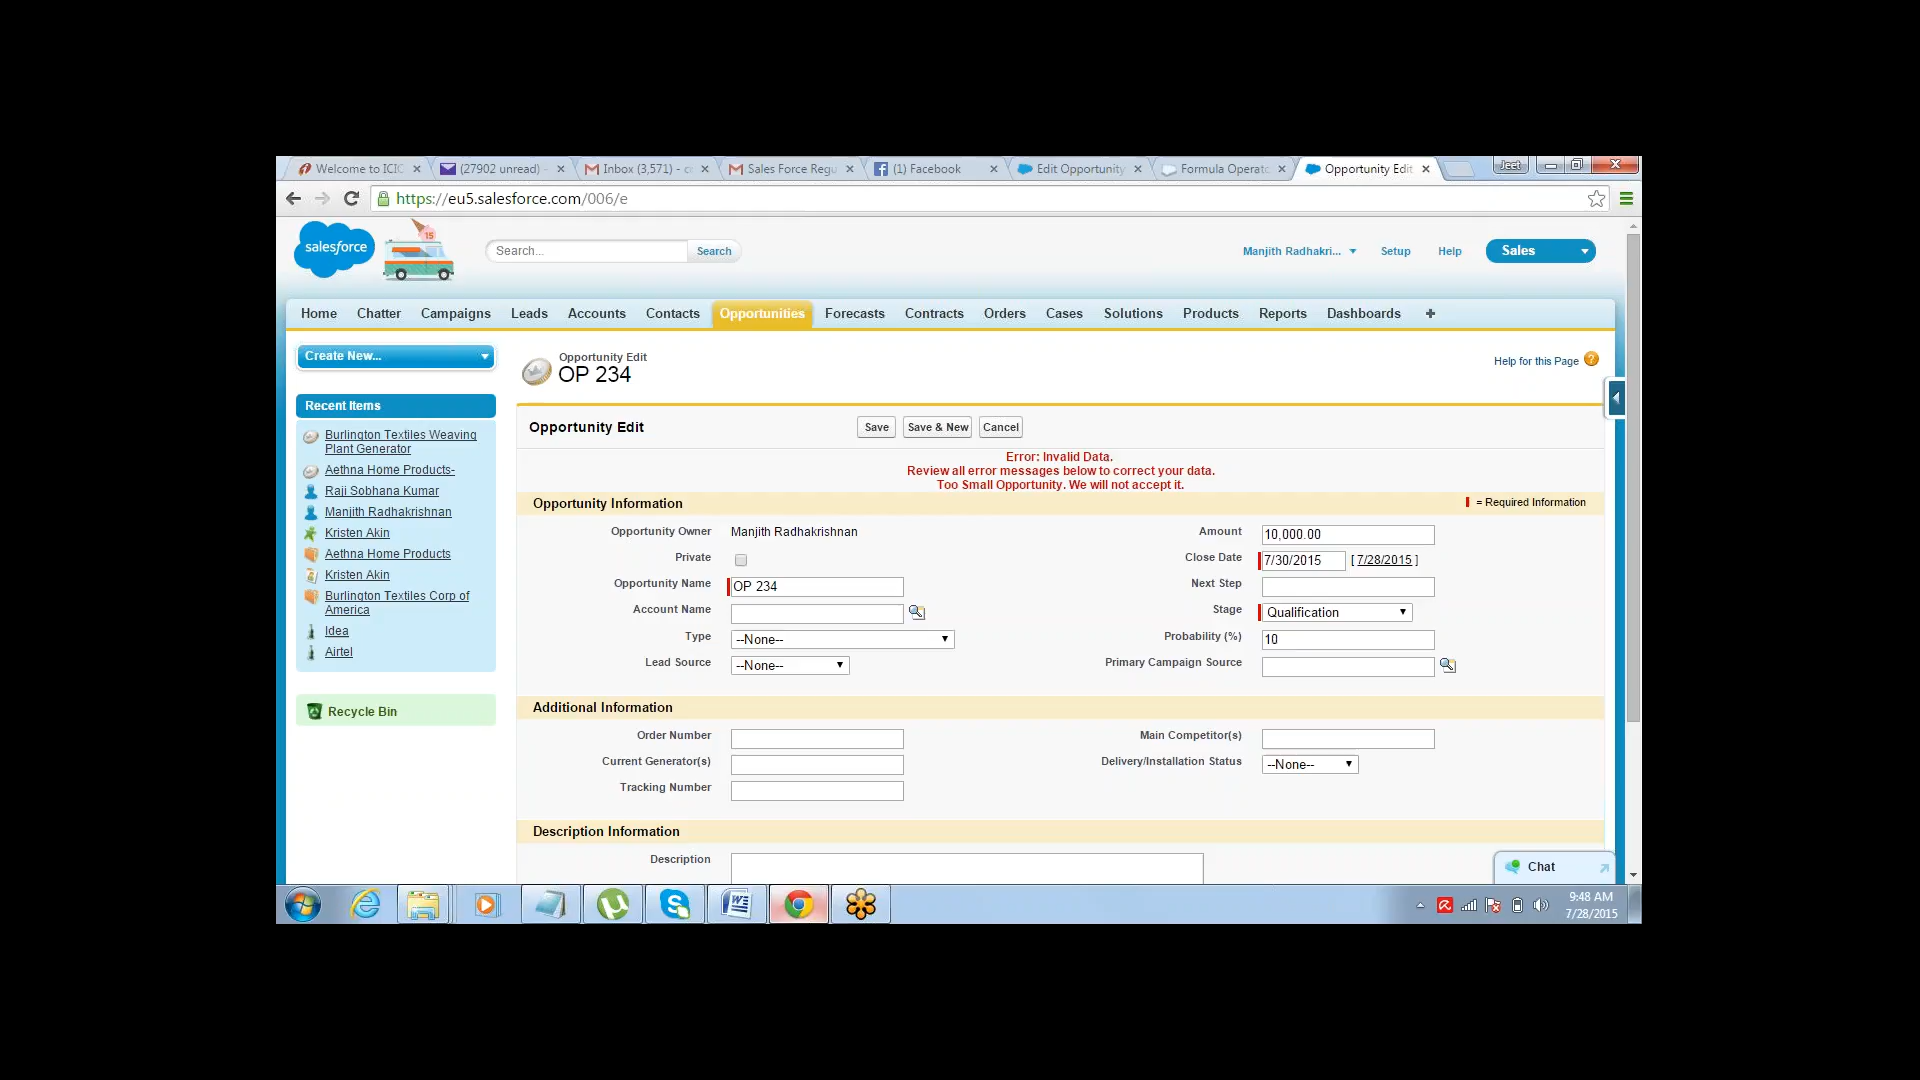 Welcome to ICIC
(27902 unread) -
Inbox (3,571) - c
Sales Force Regu
(1) Facebook
Edit Opportunity
Formula Operato
Opportunity Edit
Jeet
https://eu5.salesforce.com/006/e
salesforce
15
Search...
Search
Manjith Radhakri...
Setup
Help
Sales
Home
Chatter
Campaigns
Leads
Accounts
Contacts
Opportunities
Forecasts
Contracts
Orders
Cases
Solutions
Products
Reports
Dashboards
+
Create New...
Opportunity Edit
OP 234
Help for this Page
?
Recent Items
Burlington Textiles Weaving
Plant Generator
Aethna Home Products-
Raji Sobhana Kumar
Manjith Radhakrishnan
Kristen Akin
Aethna Home Products
Kristen Akin
Burlington Textiles Corp of
America
Idea
Airtel
Recycle Bin
Opportunity Edit
Save
Save & New
Cancel
Error: Invalid Data.
Review all error messages below to correct your data.
Too Small Opportunity. We will not accept it.
Opportunity Information
= Required Information
Opportunity Owner Manjith Radhakrishnan
Amount 10,000.00
Private
Close Date 7/30/2015 [ 7/28/2015 ]
Opportunity Name OP 234
Next Step
Account Name
Stage Qualification
Type --None--
Probability (%) 10
Lead Source --None--
Primary Campaign Source
Additional Information
Order Number
Main Competitor(s)
Current Generator(s)
Delivery/Installation Status --None--
Tracking Number
Description Information
Description
Chat
9:48 AM
7/28/2015